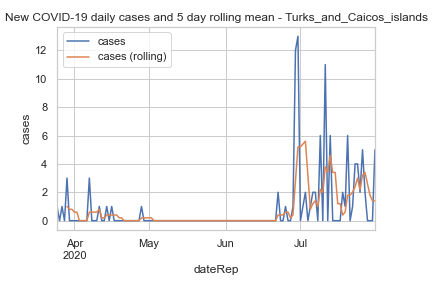 New COVID-19 daily cases and 5 day rolling mean - Turks_and_Caicos_islands
cases
cases (rolling)
12
10
8
6
4
2
0
cases
Apr
2020
May
Jun
Jul
dateRep